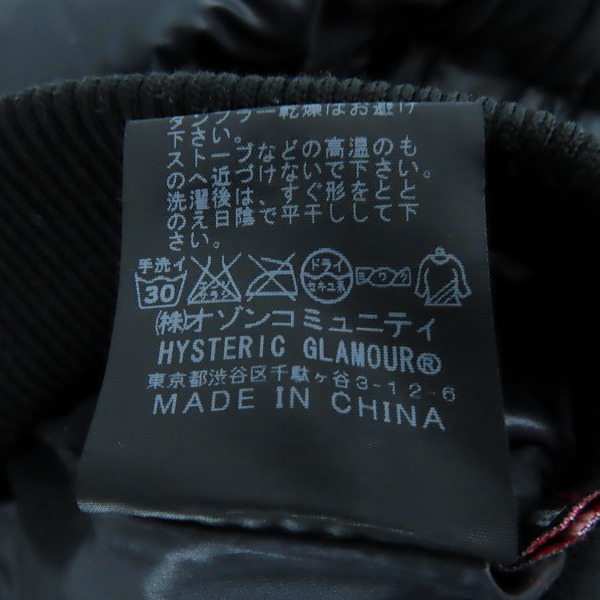 タンブラー乾燥はお避け
下さい。
ストーブなどの高温のも
のへ近づけないで下さい。
洗濯後は、すぐ形をとと
のえ日陰で平干しして下
さい。
手洗イ
30
ドライ
セキユ系
(株)オゾンコミュニティ
HYSTERIC GLAMOUR®
東京都渋谷区千駄ヶ谷3-12-6
MADE IN CHINA